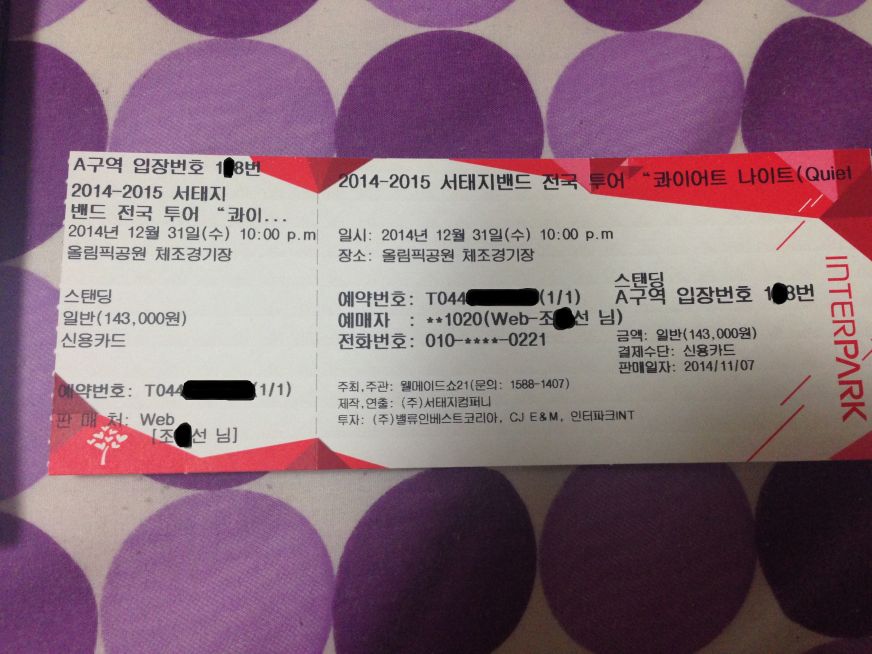 A구역 입장번호 1 8번
2014-2015 서태지
밴드 전국 투어 “콰이...
2014년 12월 31일(수) 10:00 p.m
올림픽공원 체조경기장
스탠딩
일반(143,000원)
신용카드
예약번호: T044 (1/1)
판 매 처: Web
[조 선 님]
2014-2015 서태지밴드 전국 투어 “콰이어트 나이트(Quiet
일시: 2014년 12월 31일(수) 10:00 p.m
장소: 올림픽공원 체조경기장
스탠딩
A구역 입장번호 1 8번
예약번호: T044 (1/1)
예매자 : **1020(Web-조 선 님)
전화번호: 010-****-0221
금액: 일반(143,000원)
결제수단: 신용카드
판매일자: 2014/11/07
주최,주관: 웰메이드쇼21(문의: 1588-1407)
제작,연출: (주)서태지컴퍼니
투자: (주)밸류인베스트코리아, CJ E&M, 인터파크INT
INTERPARK